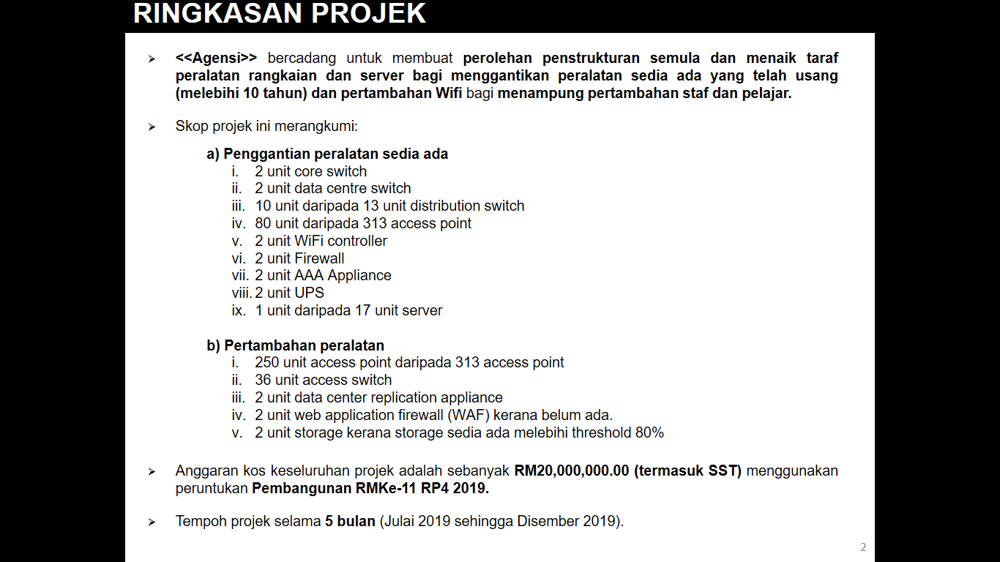 RINGKASAN PROJEK
➢ <<Agensi>> bercadang untuk membuat perolehan penstrukturan semula dan menaik taraf
peralatan rangkaian dan server bagi menggantikan peralatan sedia ada yang telah usang
(melebihi 10 tahun) dan pertambahan Wifi bagi menampung pertambahan staf dan pelajar.
➢ Skop projek ini merangkumi:
a) Penggantian peralatan sedia ada
i. 2 unit core switch
ii. 2 unit data centre switch
iii. 10 unit daripada 13 unit distribution switch
iv. 80 unit daripada 313 access point
v. 2 unit WiFi controller
vi. 2 unit Firewall
vii. 2 unit AAA Appliance
viii. 2 unit UPS
ix. 1 unit daripada 17 unit server
b) Pertambahan peralatan
i. 250 unit access point daripada 313 access point
ii. 36 unit access switch
iii. 2 unit data center replication appliance
iv. 2 unit web application firewall (WAF) kerana belum ada.
v. 2 unit storage kerana storage sedia ada melebihi threshold 80%
➢ Anggaran kos keseluruhan projek adalah sebanyak RM20,000,000.00 (termasuk SST) menggunakan
peruntukan Pembangunan RMKe-11 RP4 2019.
➢ Tempoh projek selama 5 bulan (Julai 2019 sehingga Disember 2019).
2